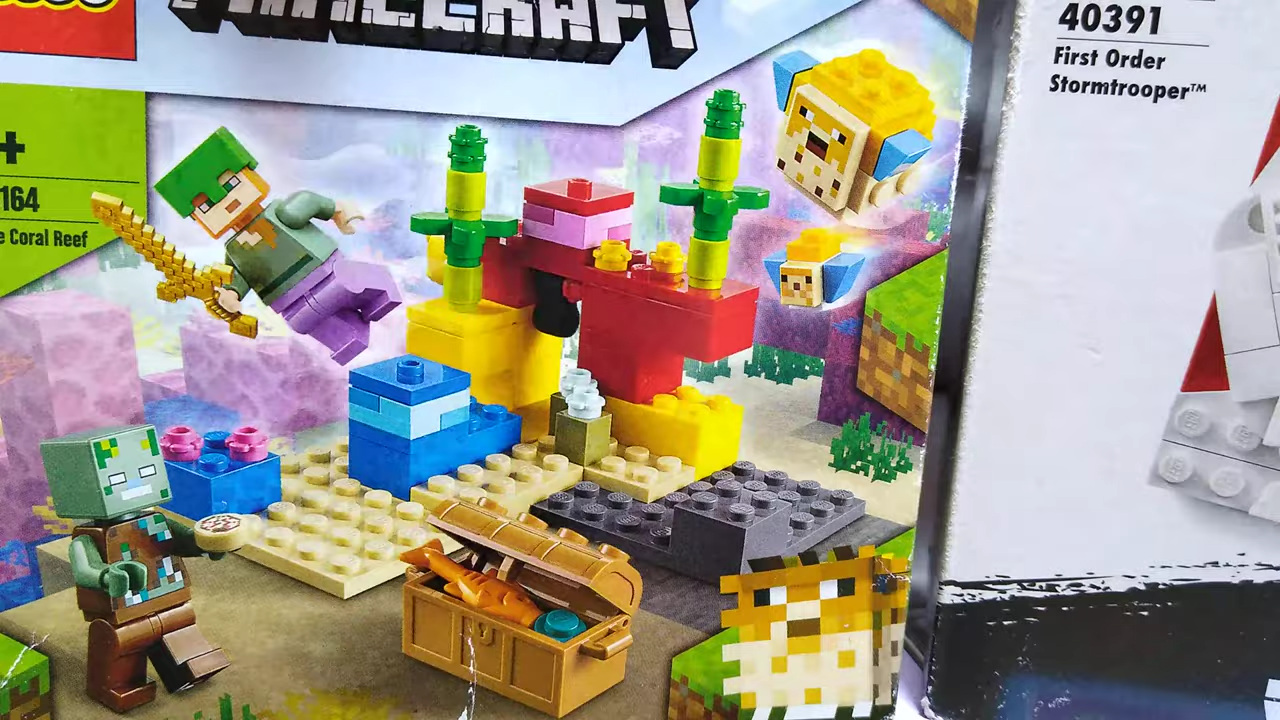 MINECRAFT
+
164
e Coral Reef
40391
First Order
Stormtrooper™